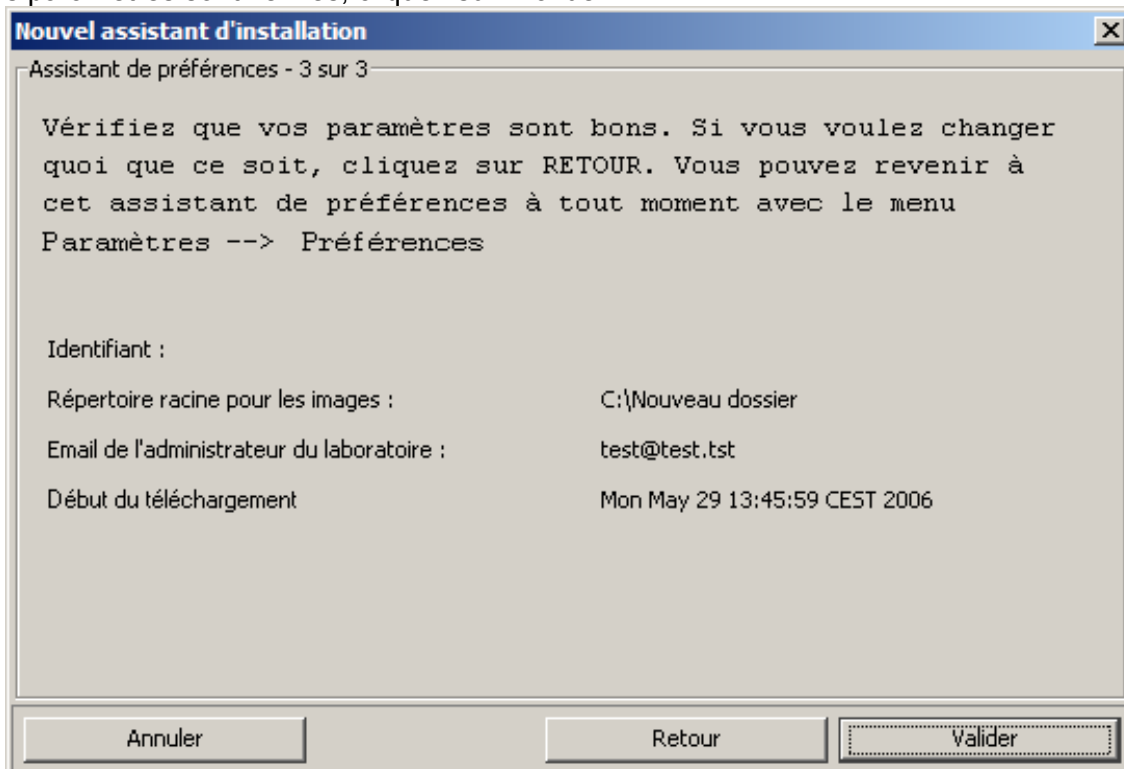 Nouvel assistant d'installation
Assistant de préférences - 3 sur 3
Vérifiez que vos paramètres sont bons. Si vous voulez changer
quoi que ce soit, cliquez sur RETOUR. Vous pouvez revenir à
cet assistant de préférences à tout moment avec le menu
Paramètres --> Préférences
Identifiant :
Répertoire racine pour les images : C:\Nouveau dossier
Email de l'administrateur du laboratoire : test@test.tst
Début du téléchargement Mon May 29 13:45:59 CEST 2006
Annuler Retour Valider